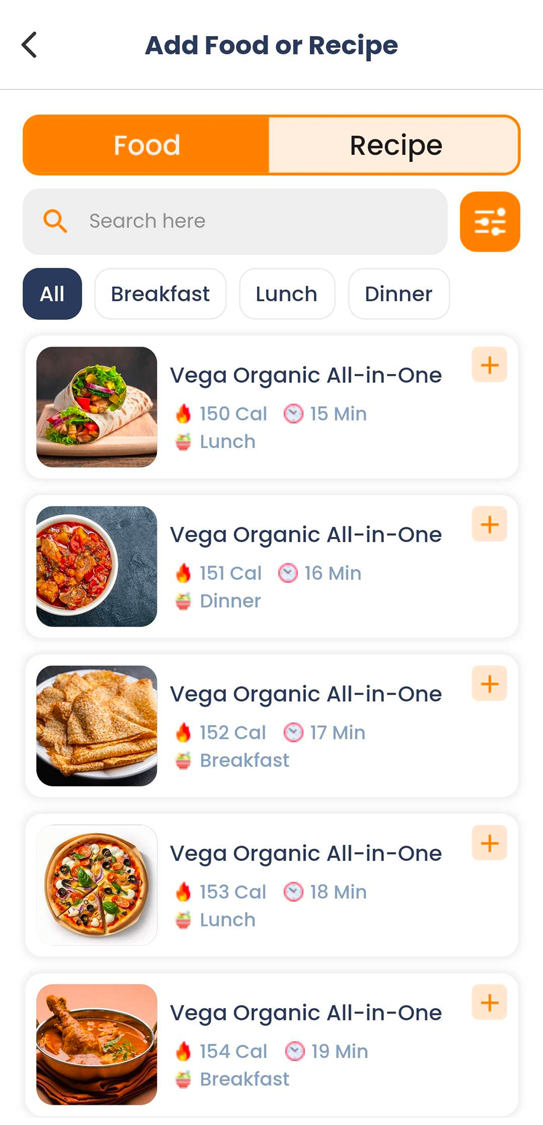 Add Food or Recipe
Food Recipe
Search here
All Breakfast Lunch Dinner
Vega Organic All-in-One
150 Cal 15 Min
Lunch
Vega Organic All-in-One
151 Cal 16 Min
Dinner
Vega Organic All-in-One
152 Cal 17 Min
Breakfast
Vega Organic All-in-One
153 Cal 18 Min
Lunch
Vega Organic All-in-One
154 Cal 19 Min
Breakfast